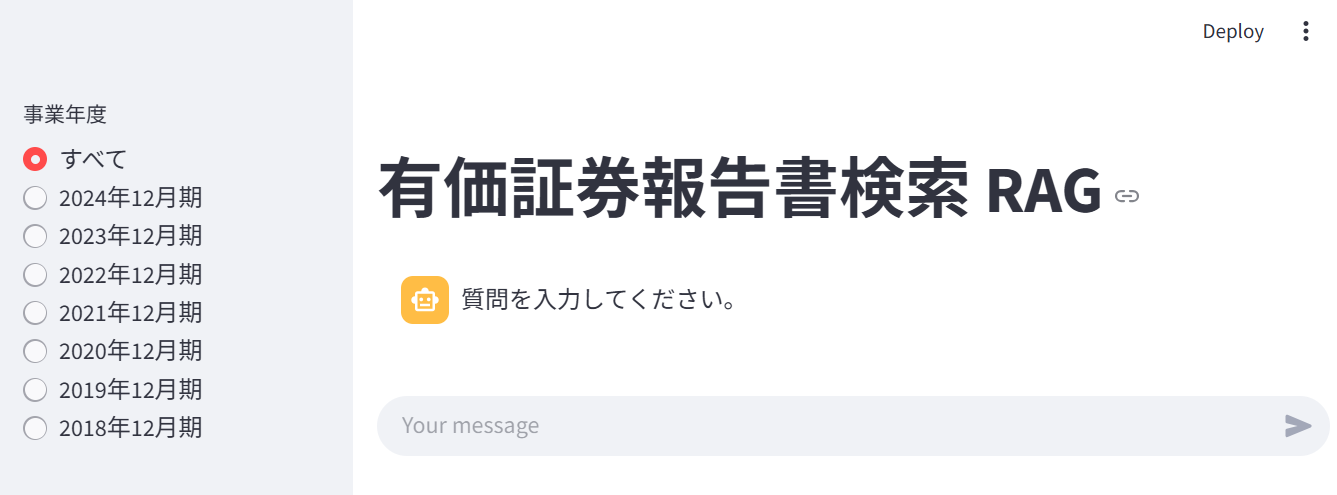 Deploy
事業年度
すべて
2024年12月期
2023年12月期
2022年12月期
2021年12月期
2020年12月期
2019年12月期
2018年12月期
有価証券報告書検索 RAG
質問を入力してください。
Your message